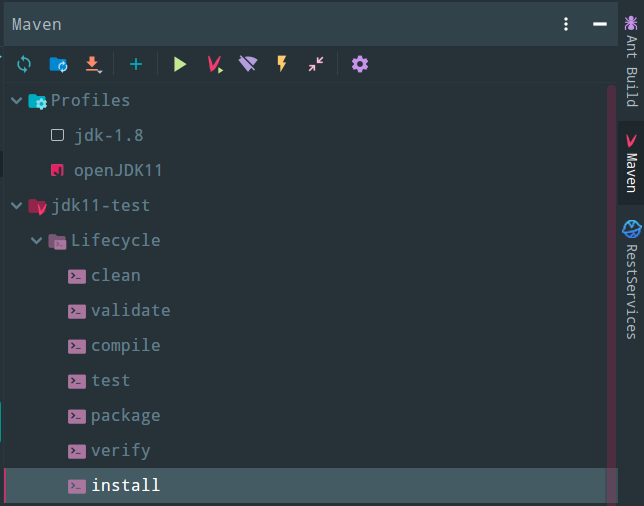 Maven
Profiles
jdk-1.8
openJDK11
jdk11-test
Lifecycle
clean
validate
compile
test
package
verify
install
Ant Build
Maven
RestServices